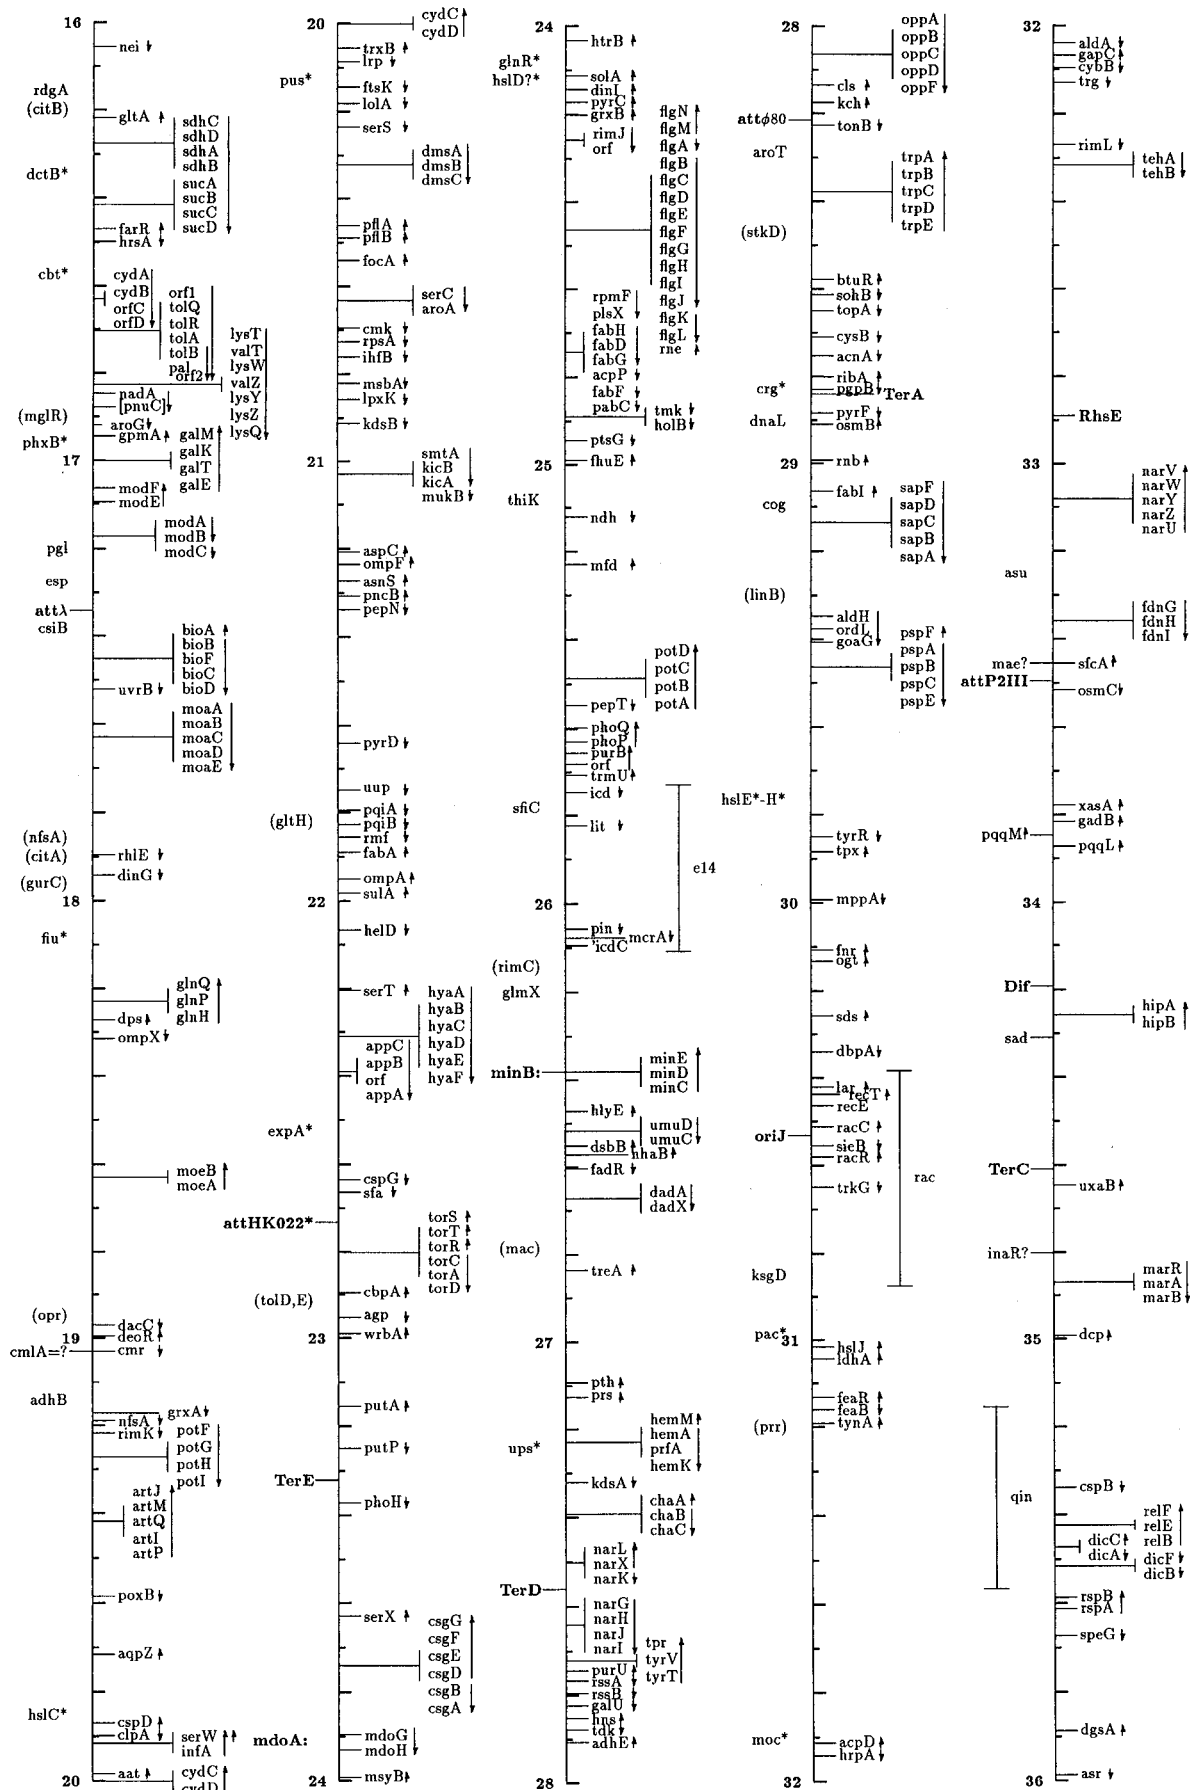 16
nei
rdgA
(citB)
gltA
sdhC
sdhD
sdhA
sdhB
dctB*
sucA
sucB
sucC
sucD
farR
hrsA
cbt*
cydA
cydB
orfC
orfD
orf1
tolQ
tolR
tolA
tolB
pal
orf2
lysT
valT
lysW
valZ
lysY
lysZ
lysQ
nadA
[pnuC]
(mglR)
aroG
phxB*
gpmA
galM
galK
galT
galE
17
modF
modE
modA
modB
modC
pgl
esp
attλ
csiB
bioA
bioB
bioF
bioC
bioD
uvrB
moaA
moaB
moaC
moaD
moaE
(nfsA)
(citA)
rhlE
(gurC)
dinG
18
fiu*
glnQ
glnP
glnH
dps
ompX
moeB
moeA
(opr)
dacC
19
deoR
cmlA=?
cmr
adhB
grxA
nfsA
rimK
potF
potG
potH
potI
artJ
artM
artQ
artI
artP
poxB
aqpZ
hslC*
cspD
clpA
serW
infA
aat
cydC
cydD
20
20
cydC
cydD
trxB
lrp
pus*
ftsK
lolA
serS
dmsA
dmsB
dmsC
pflA
pflB
focA
serC
aroA
cmk
rpsA
ihfB
msbA
lpxK
kdsB
21
smtA
kicB
kicA
mukB
aspC
ompF
asnS
pncB
pepN
pyrD
uup
pqiA
(gltH)
pqiB
rmf
fabA
ompA
sulA
22
helD
serT
hyaA
hyaB
hyaC
hyaD
hyaE
hyaF
appC
appB
orf
appA
expA*
cspG
sfa
attHK022*
torS
torT
torR
torC
torA
torD
cbpA
(tolD,E)
agp
23
wrbA
putA
putP
TerE
phoH
serX
csgG
csgF
csgE
csgD
csgB
csgA
mdoA:
mdoG
mdoH
msyB
24
24
htrB
glnR*
hslD?*
solA
dinI
pyrC
grxB
rimJ
orf
flgN
flgM
flgA
flgB
flgC
flgD
flgE
flgF
flgG
flgH
flgI
flgJ
flgK
flgL
rne
rpmF
plsX
fabH
fabD
fabG
acpP
fabF
pabC
tmk
holB
ptsG
25
fhuE
thiK
ndh
mfd
potD
potC
potB
potA
pepT
phoQ
phoP
purB
orf
trmU
icd
sfiC
lit
e14
26
pin
mcrA
'icdC
(rimC)
glmX
minB:
minE
minD
minC
hlyE
umuD
umuC
dsbB
nhaB
fadR
dadA
dadX
(mac)
treA
27
pth
prs
hemM
hemA
prfA
hemK
ups*
kdsA
chaA
chaB
chaC
narL
narX
narK
TerD
narG
narH
narJ
narI
tpr
tyrV
tyrT
purU
rssA
rssB
galU
hns
tdk
adhE
28
28
oppA
oppB
oppC
oppD
oppF
cls
kch
attφ80
tonB
aroT
trpA
trpB
trpC
trpD
trpE
(stkD)
btuR
sohB
topA
cysB
acnA
ribA
crg*
pgpB
TerA
dnaL
pyrF
osmB
29
rnb
fabI
cog
sapF
sapD
sapC
sapB
sapA
(linB)
aldH
ordL
goaG
pspF
pspA
pspB
pspC
pspE
hslE*-H*
tyrR
tpx
30
mppA
fnr
ogt
sds
dbpA
lar
recT
recE
racC
oriJ
sieB
racR
trkG
rac
ksgD
pac*
31
hslJ
ldhA
feaR
feaB
(prr)
tynA
moc*
acpD
hrpA
32
32
aldA
gapC
cybB
trg
rimL
tehA
tehB
RhsE
33
narV
narW
narY
narZ
narU
asu
fdnG
fdnH
fdnI
mae?
sfcA
attP2III
osmC
xasA
gadB
pqqM
pqqL
34
Dif
hipA
hipB
sad
TerC
uxaB
inaR?
marR
marA
marB
35
dcp
qin
cspB
relF
relE
relB
dicC
dicA
dicF
dicB
rspB
rspA
speG
dgsA
asr
36